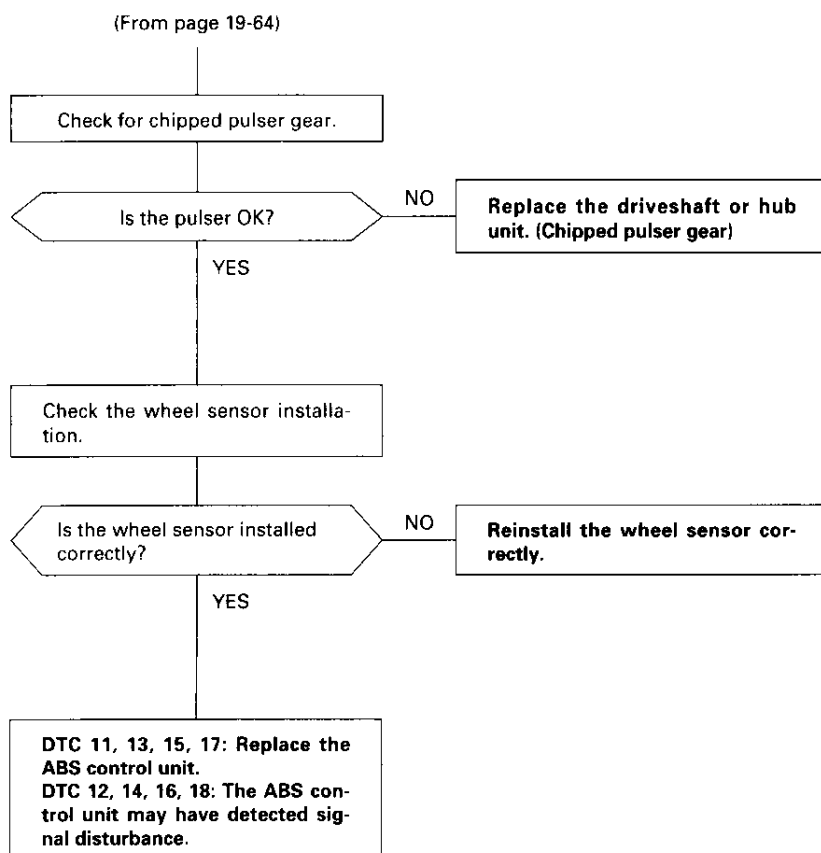 (From page 19-64)
Check for chipped pulser gear.
Is the pulser OK?
NO
Replace the driveshaft or hub
unit. (Chipped pulser gear)
YES
Check the wheel sensor installa-
tion.
Is the wheel sensor installed
correctly?
NO
Reinstall the wheel sensor cor-
rectly.
YES
DTC 11, 13, 15, 17: Replace the
ABS control unit.
DTC 12, 14, 16, 18: The ABS con-
trol unit may have detected sig-
nal disturbance.